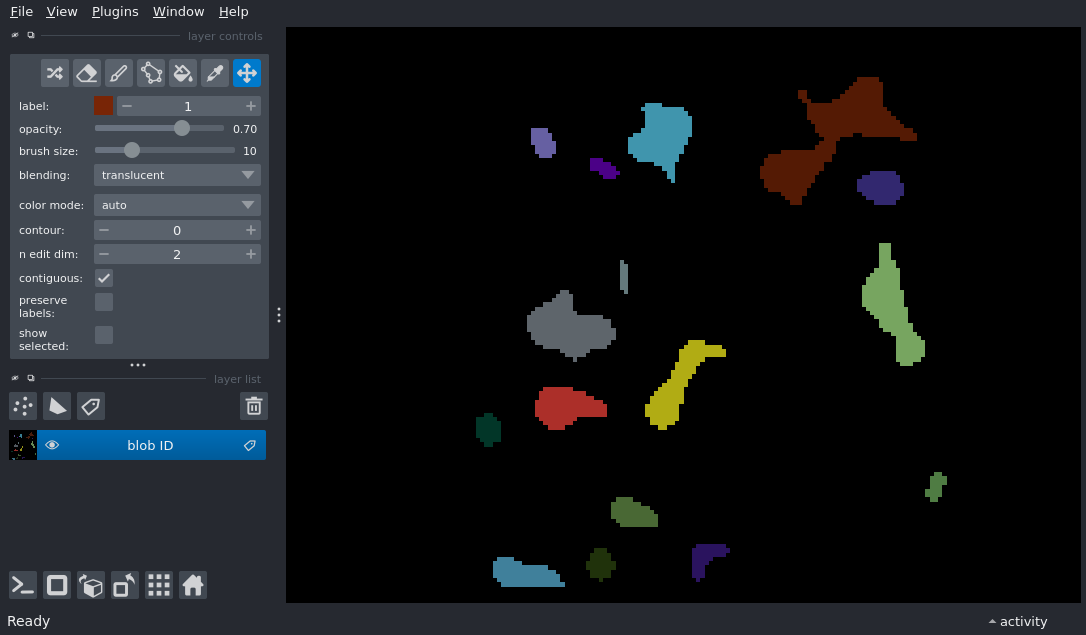 File View Plugins Window Help
layer controls
label: 1
opacity: 0.70
brush size: 10
blending: translucent
color mode: auto
contour: 0
n edit dim: 2
contiguous:
preserve
labels:
show
selected:
layer list
blob ID
Ready
activity